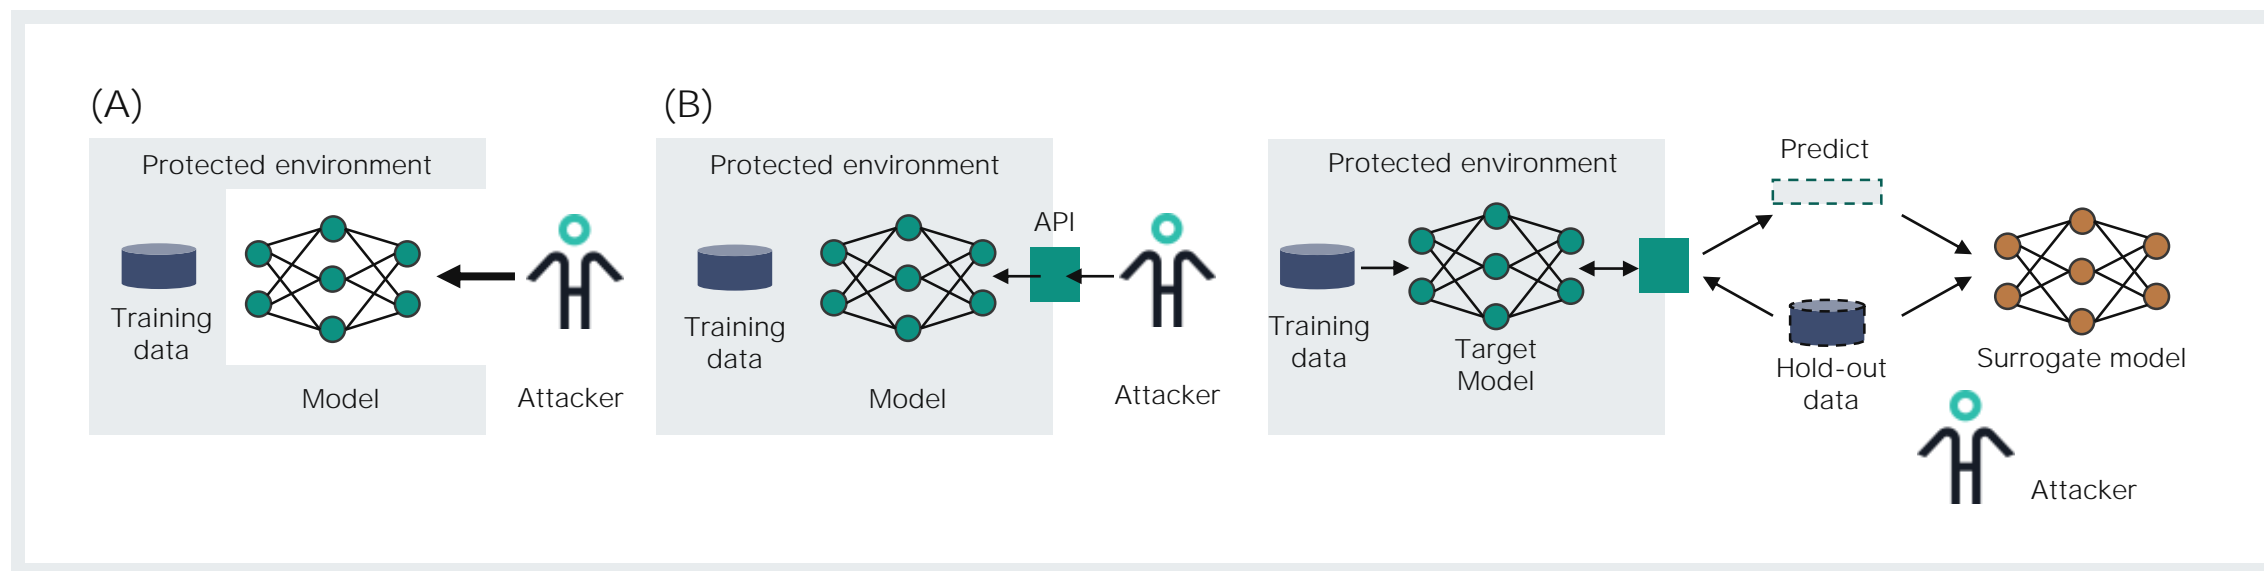 (A)
Protected environment
Training
data
Model
Attacker
(B)
Protected environment
API
Training
data
Model
Attacker
Protected environment
Training
data
Target
Model
Predict
Hold-out
data
Surrogate model
Attacker